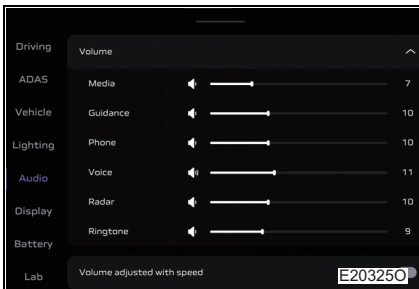 Driving
ADAS
Vehicle
Lighting
Audio
Display
Battery
Lab
Volume
Media 7
Guidance 10
Phone 10
Voice 11
Radar 10
Ringtone 9
Volume adjusted with speed
E20325O